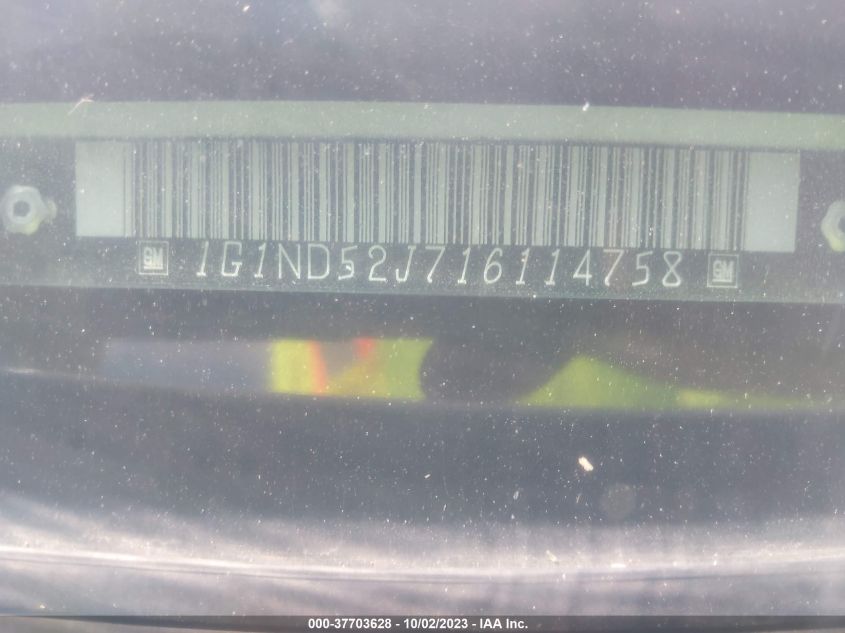 GM 1G1ND52J716114758 GM
000-37703628 - 10/02/2023 - IAA Inc.